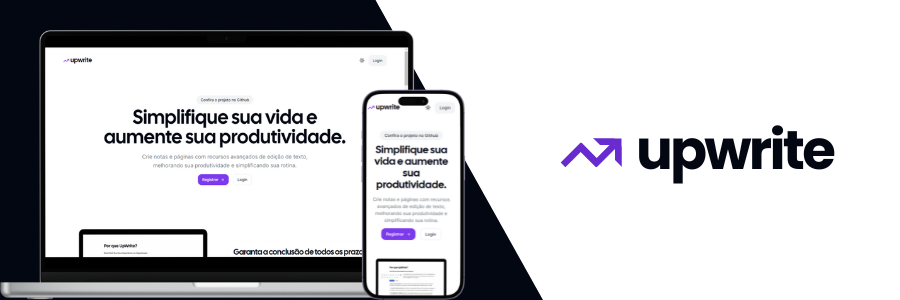 upwrite
Login
Confira o projeto no Github
Simplifique sua vida e
aumente sua produtividade.
Crie notas e páginas com recursos avançados de edição de texto,
melhorando sua produtividade e simplificando sua rotina.
Registrar
Login
Por que UpWrite?
Garanta a conclusão de todos os prazo
upwrite
Login
Confira o projeto no Github
Simplifique sua
vida e aumente
sua
produtividade.
Crie notas e páginas com recursos
avançados de edição de texto,
melhorando sua produtividade e
simplificando sua rotina.
Registrar
Login
upwrite